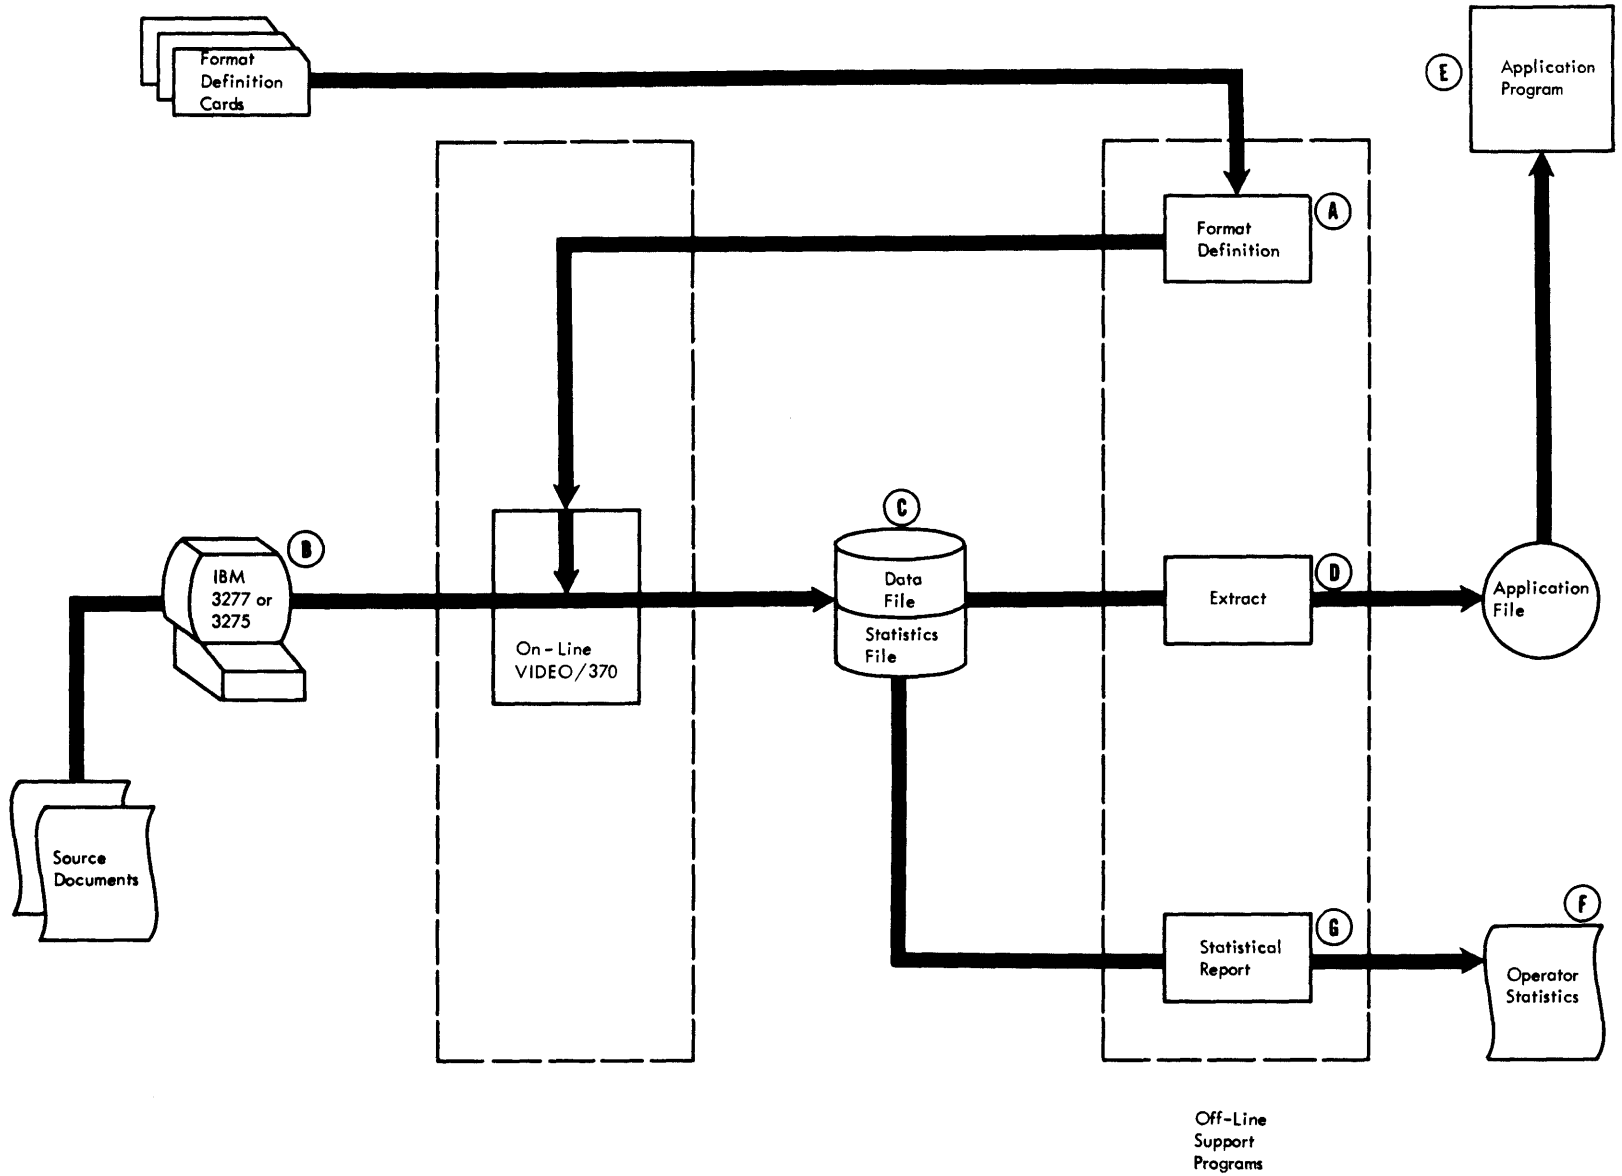 Format
Definition
Cards
E
Application
Program
A
Format
Definition
C
B
IBM
3277 or
3275
Data
File
Statistics
File
D
Extract
Application
File
On-Line
VIDEO/370
Source
Documents
G
Statistical
Report
F
Operator
Statistics
Off-Line
Support
Programs